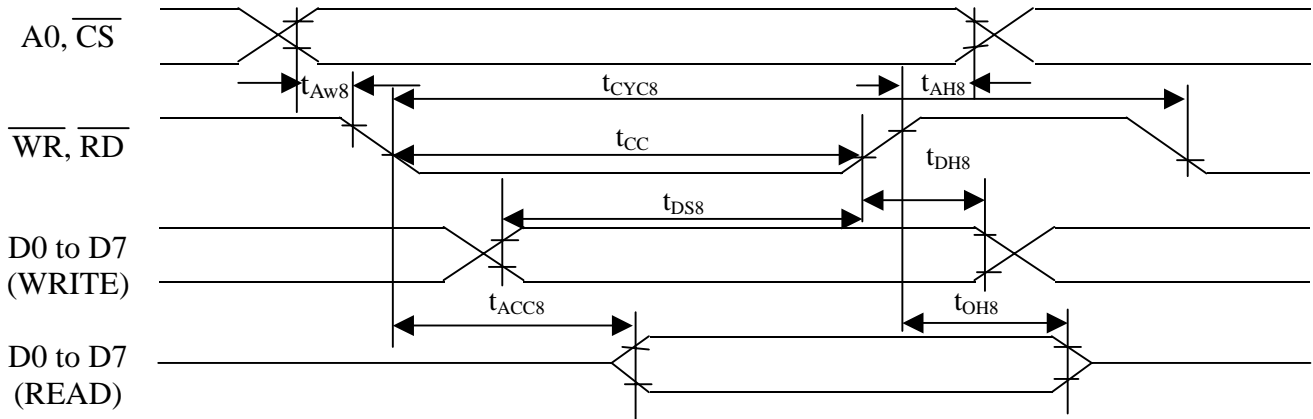 A0, CS
tAw8
tCYC8
tAH8
WR, RD
tCC
tDH8
tDS8
D0 to D7
(WRITE)
tACC8
tOH8
D0 to D7
(READ)